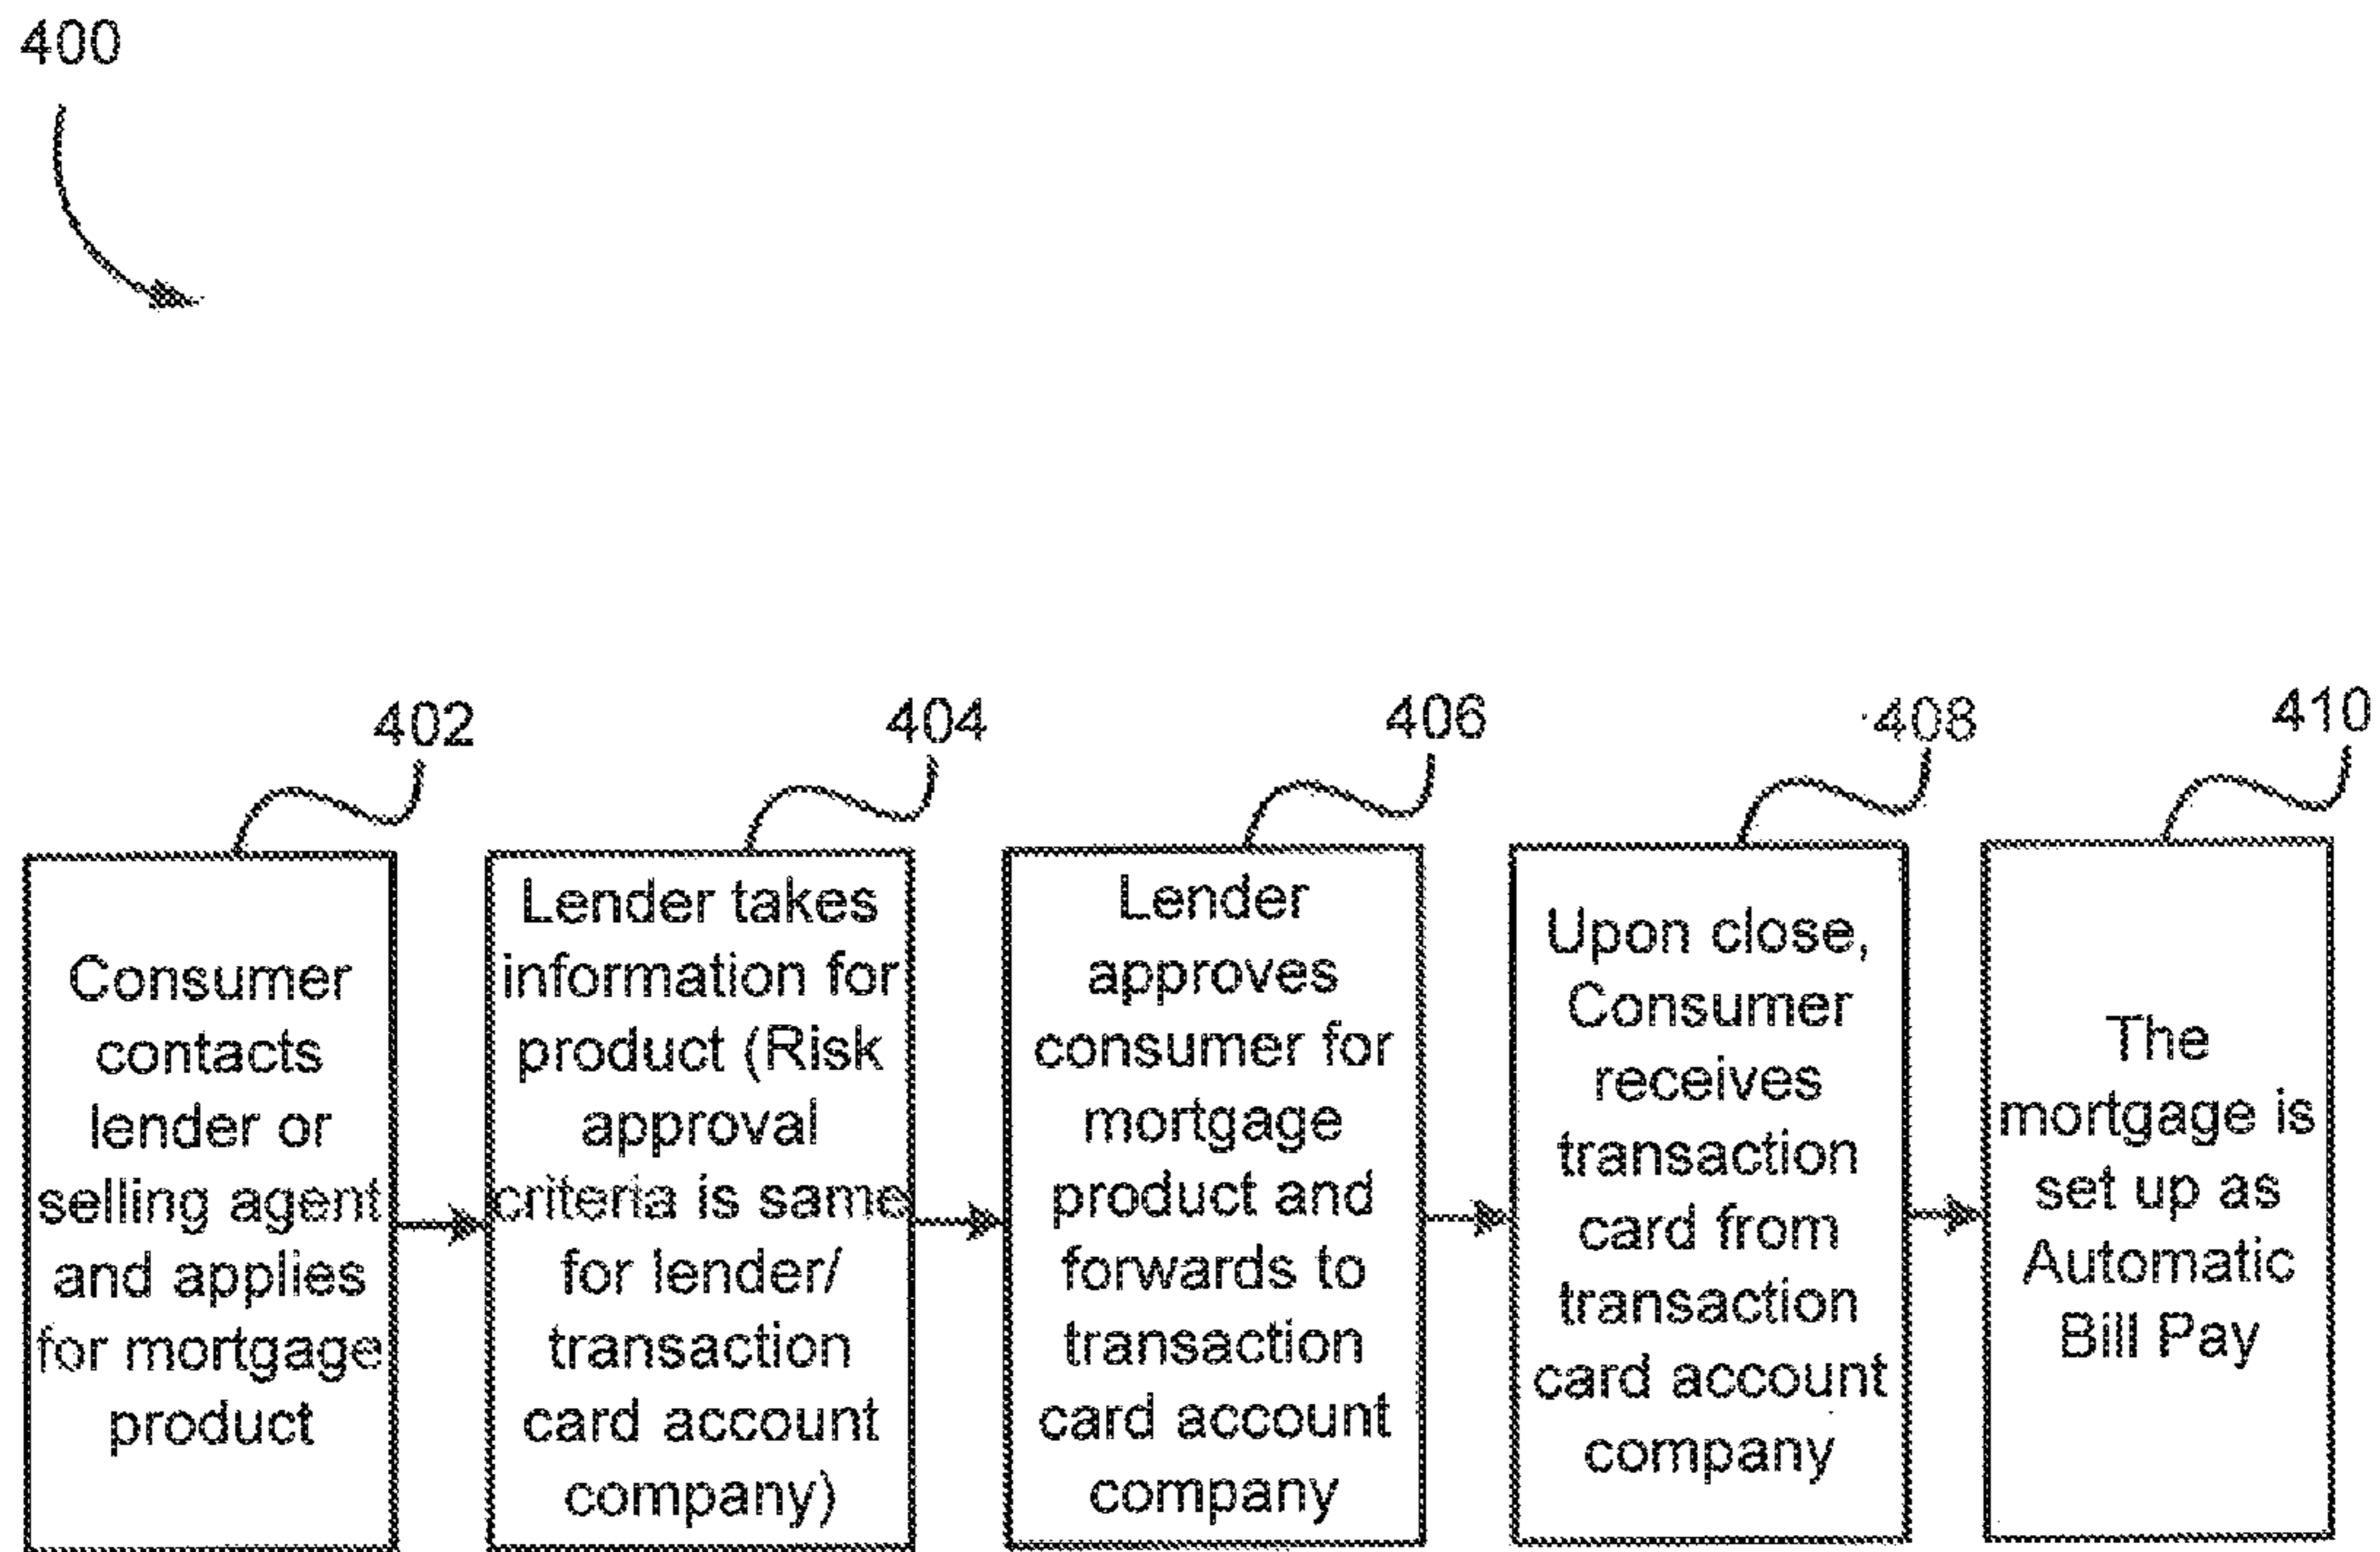 400
402
404
406
408
410
Consumer
contacts
lender or
selling agent
and applies
for mortgage
product
Lender takes
information for
product (Risk
approval
criteria is same
for lender/
transaction
card account
company)
Lender
approves
consumer for
mortgage
product and
forwards to
transaction
card account
company
Upon close,
Consumer
receives
transaction
card from
transaction
card account
company
The
mortgage is
set up as
Automatic
Bill Pay